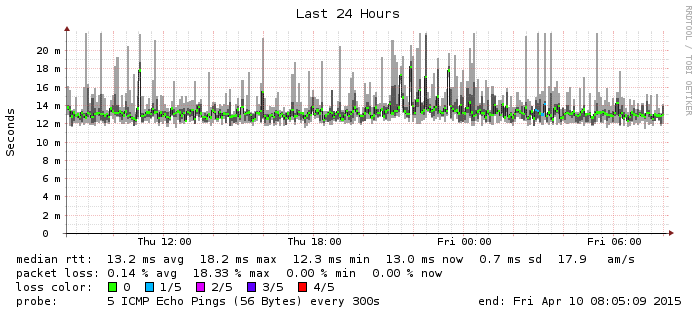 Last 24 Hours
RRDTOOL / TOBI OETIKER
Seconds
20 m
18 m
16 m
14 m
12 m
10 m
8 m
6 m
4 m
2 m
0
Thu 12:00 Thu 18:00 Fri 00:00 Fri 06:00
median rtt: 13.2 ms avg 18.2 ms max 12.3 ms min 13.0 ms now 0.7 ms sd 17.9 am/s
packet loss: 0.14 % avg 18.33 % max 0.00 % min 0.00 % now
loss color: 0 1/5 2/5 3/5 4/5
probe: 5 ICMP Echo Pings (56 Bytes) every 300s end: Fri Apr 10 08:05:09 2015